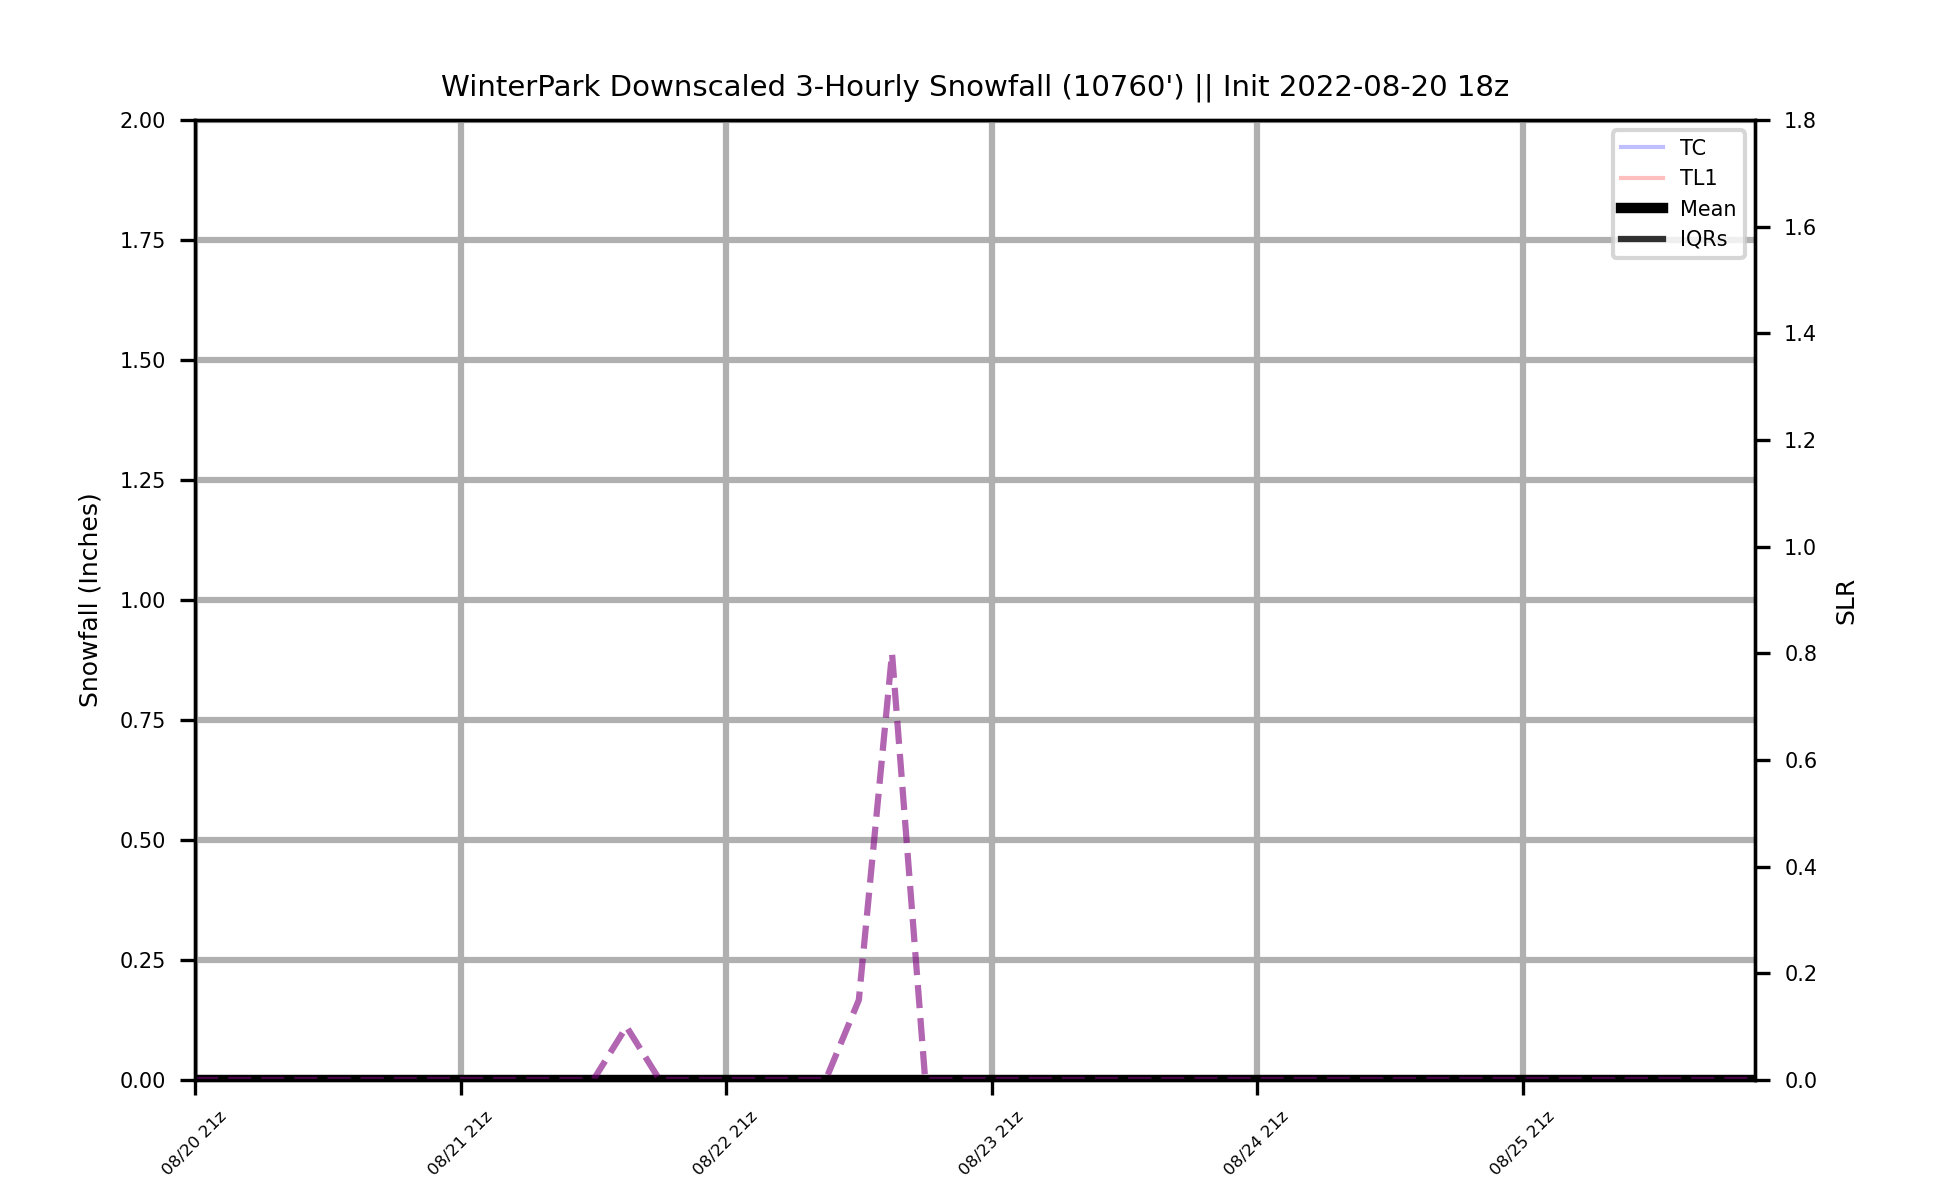 WinterPark Downscaled 3-Hourly Snowfall (10760') || Init 2022-08-20 18z
2.00
1.75
1.50
1.25
1.00
0.75
0.50
0.25
0.00
Snowfall (Inches)
TC
TL1
Mean
IQRs
1.8
1.6
1.4
1.2
1.0
0.8
0.6
0.4
0.2
0.0
SLR
08/20 21z
08/21 21z
08/22 21z
08/23 21z
08/24 21z
08/25 21z